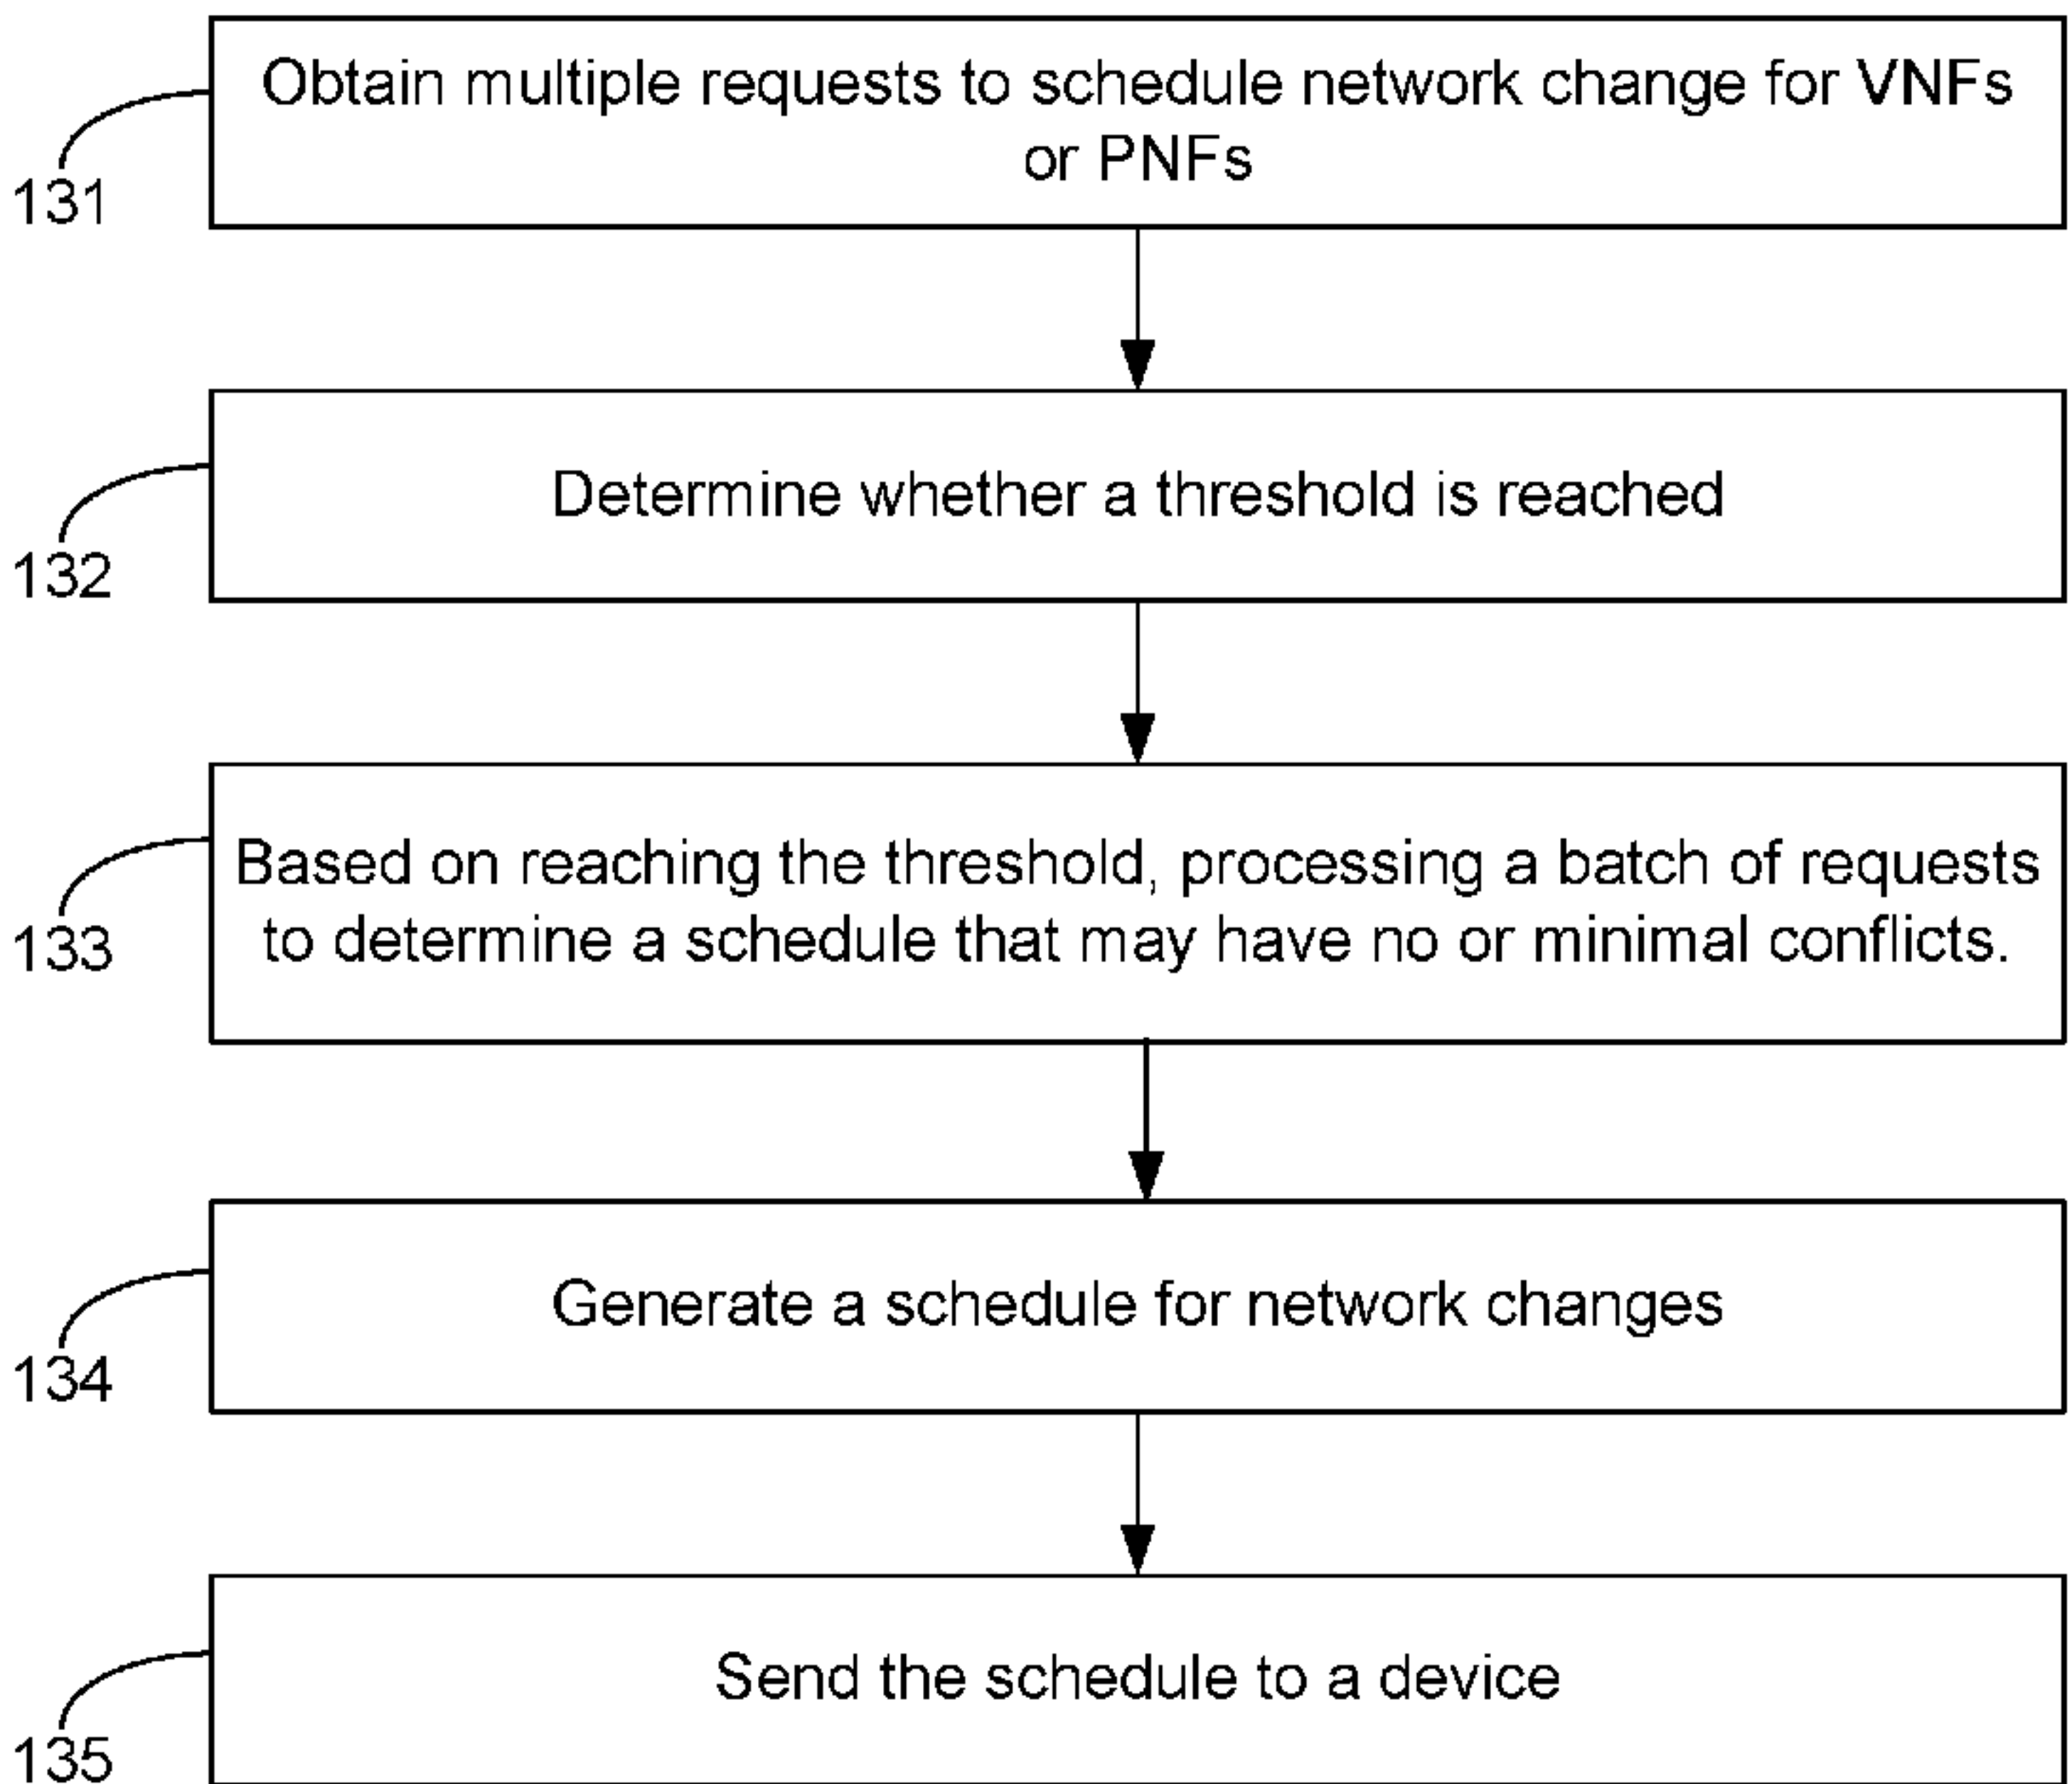 Obtain multiple requests to schedule network change for VNFs
or PNFs
131
Determine whether a threshold is reached
132
Based on reaching the threshold, processing a batch of requests
to determine a schedule that may have no or minimal conflicts.
133
Generate a schedule for network changes
134
Send the schedule to a device
135